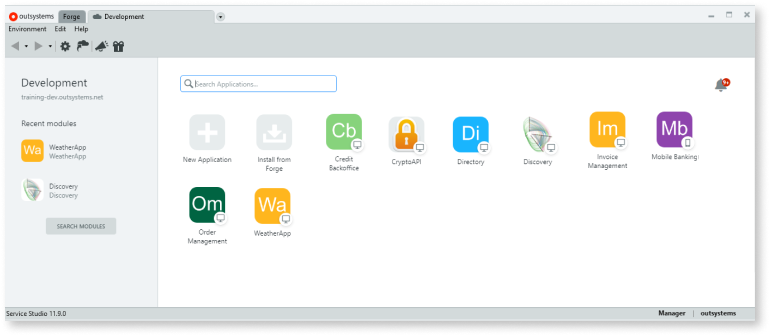 outsystems Forge Development
Environment Edit Help
Development
training-dev.outsystems.net
Recent modules
Wa
WeatherApp
WeatherApp
Discovery
Discovery
SEARCH MODULES
Search Applications...
9+
New Application
Install from
Forge
Cb
Credit
Backoffice
CryptoAPI
Di
Directory
Discovery
Im
Invoice
Management
Mb
Mobile Banking
Om
Order
Management
Wa
WeatherApp
Service Studio 11.9.0
Manager | outsystems